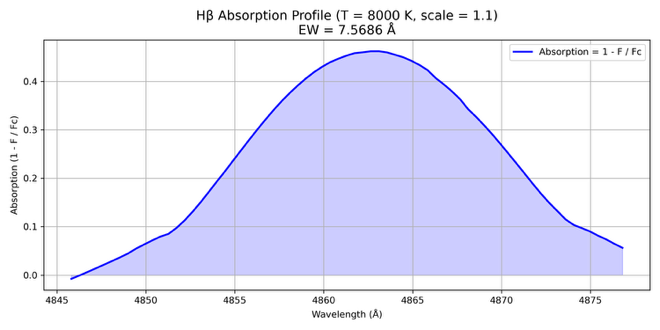 Hβ Absorption Profile (T = 8000 K, scale = 1.1)
EW = 7.5686 Å
Absorption = 1 - F / Fc
Absorption (1 - F / Fc)
0.4
0.3
0.2
0.1
0.0
4845 4850 4855 4860 4865 4870 4875
Wavelength (Å)